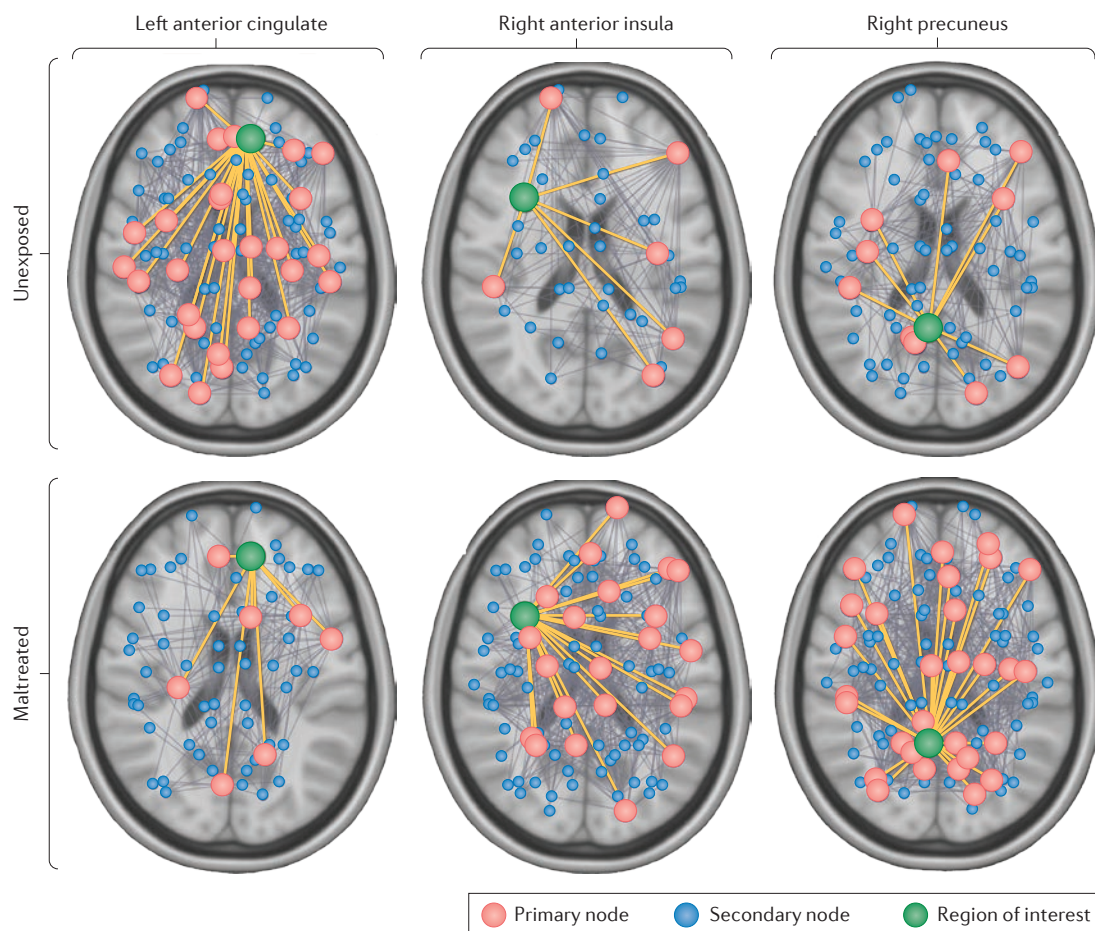 Left anterior cingulate
Right anterior insula
Right precuneus
Unexposed
Maltreated
Primary node
Secondary node
Region of interest